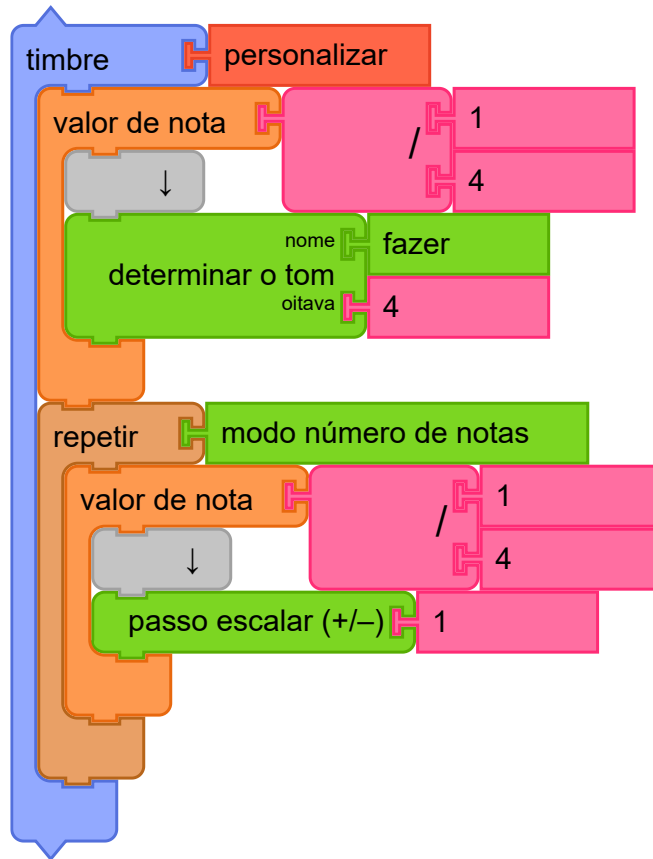 timbre personalizar
valor de nota / 1
4
↓
nome fazer
determinar o tom
oitava 4
repetir modo número de notas
valor de nota / 1
4
↓
passo escalar (+/–) 1